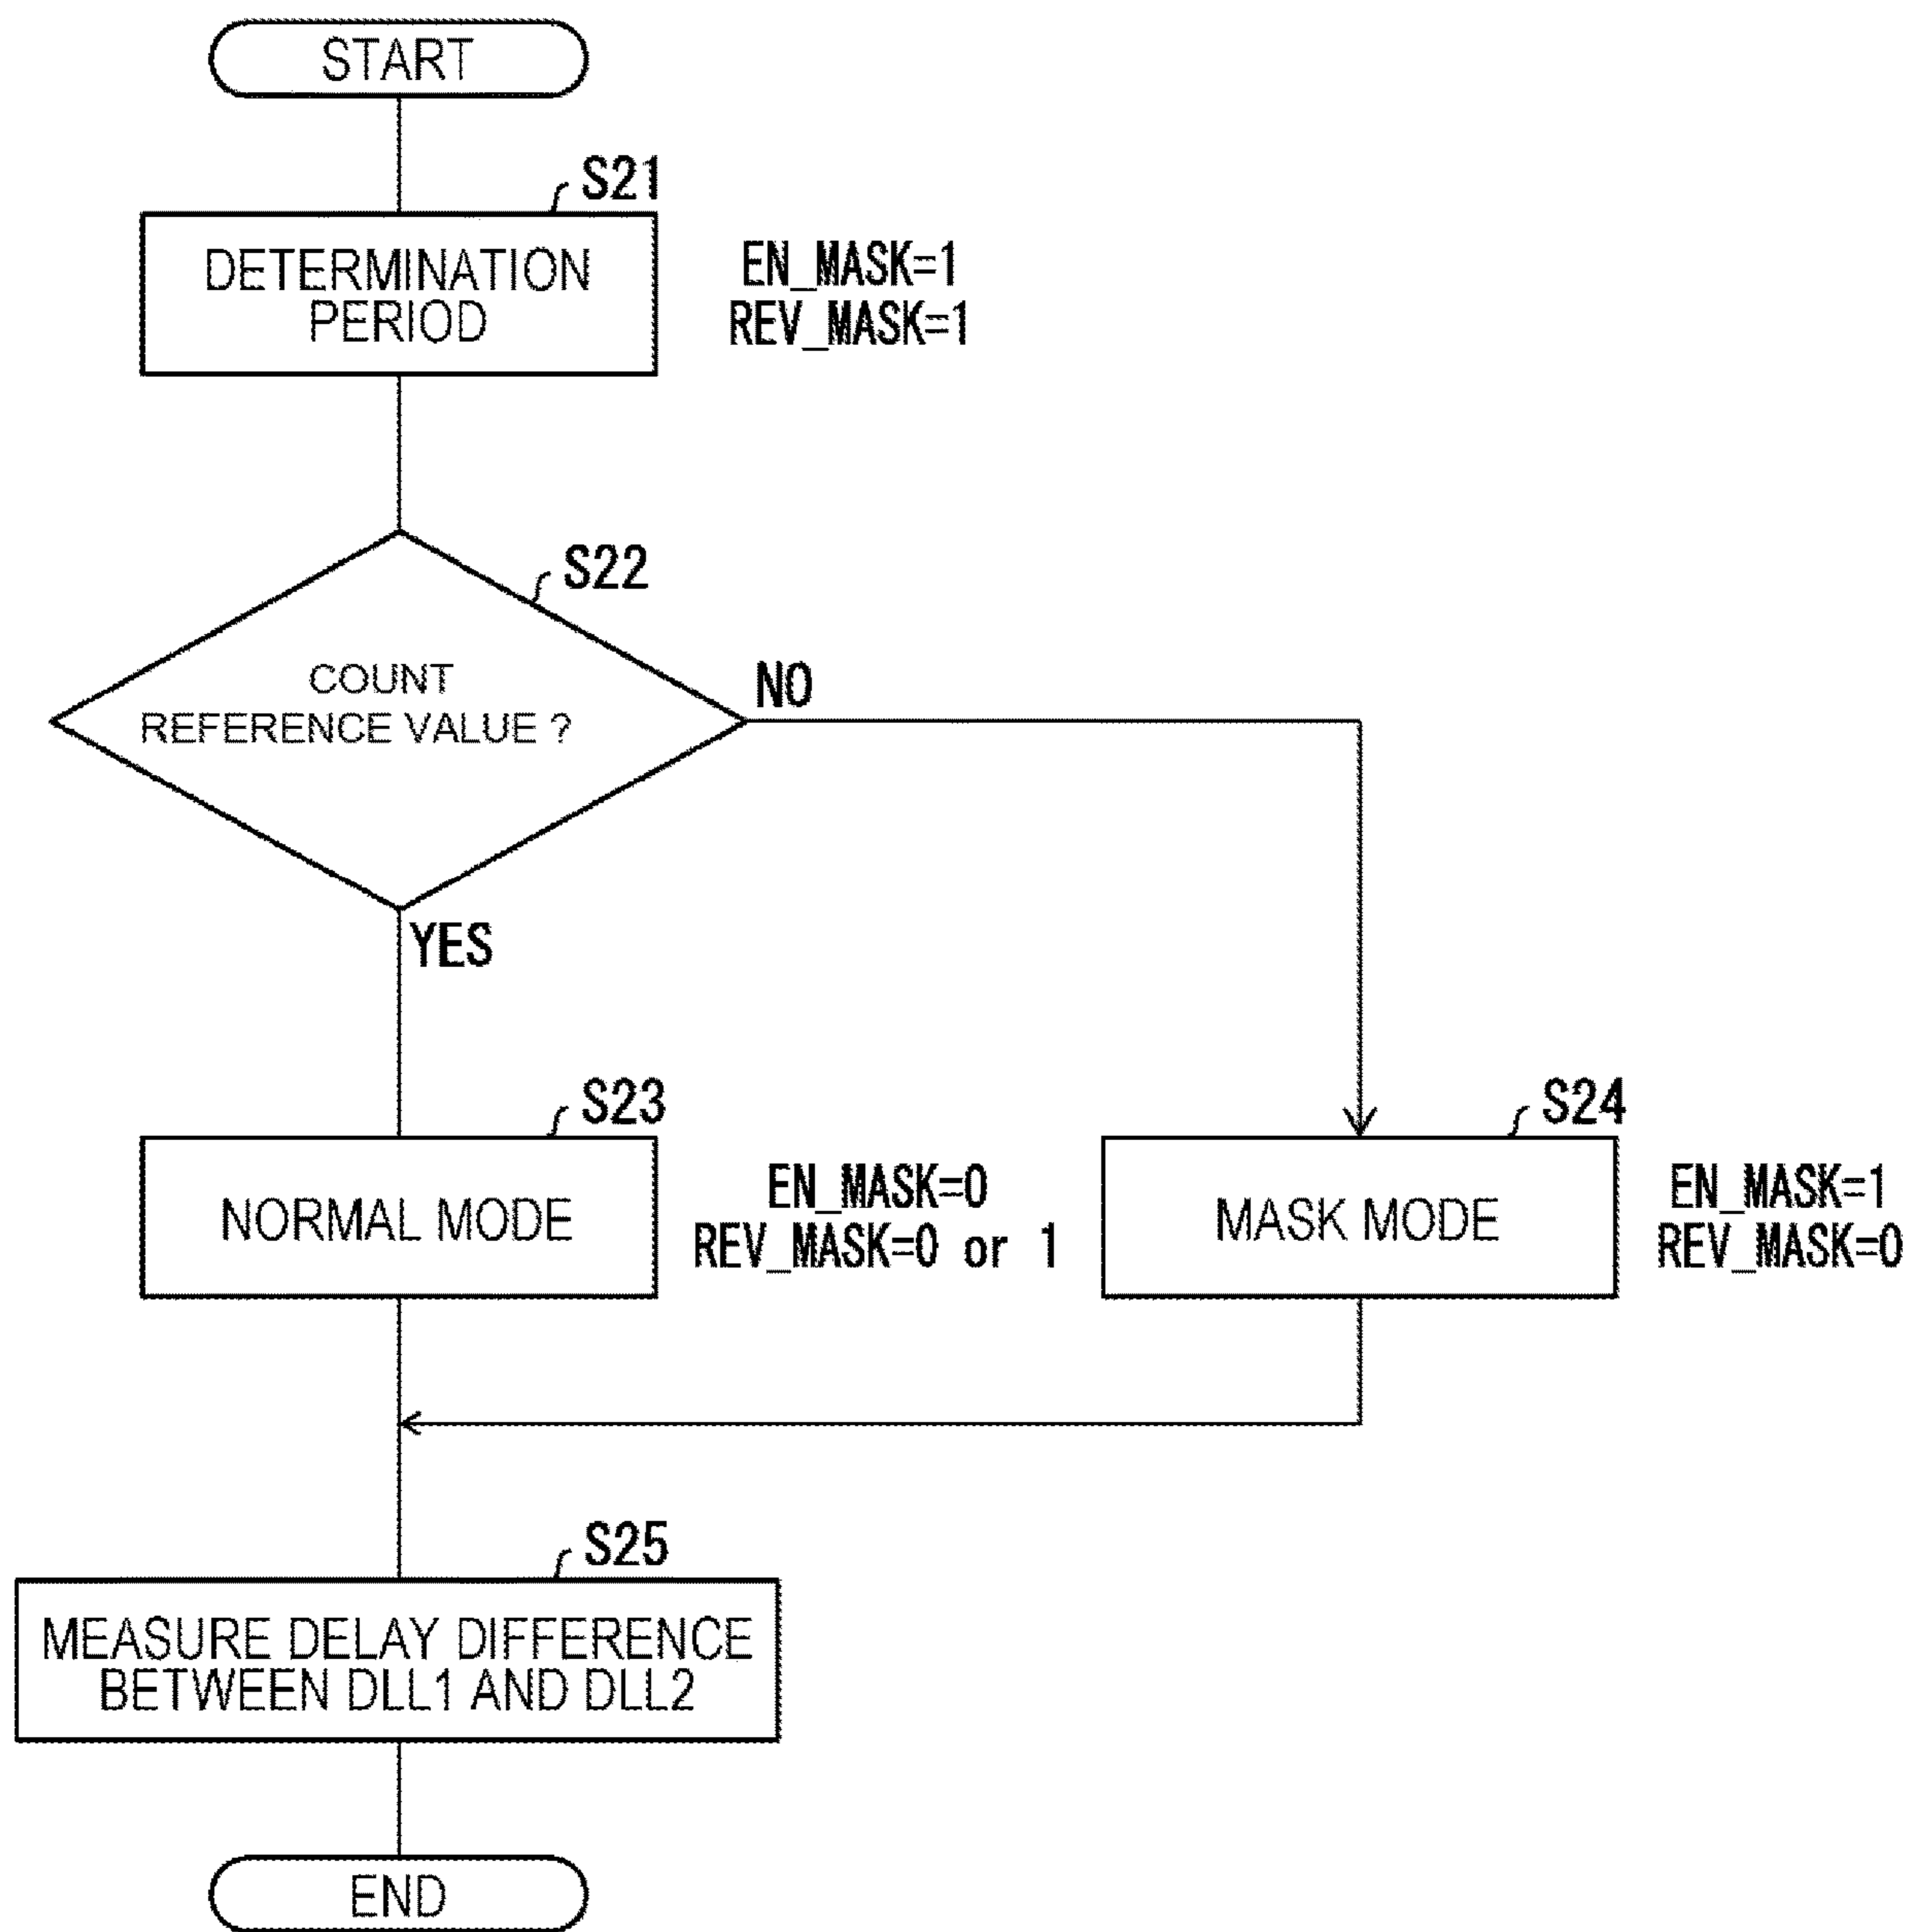 START
S21
DETERMINATION
PERIOD
EN_MASK=1
REV_MASK=1
S22
COUNT
REFERENCE VALUE ?
NO
YES
S23
NORMAL MODE
EN_MASK=0
REV_MASK=0 or 1
S24
MASK MODE
EN_MASK=1
REV_MASK=0
S25
MEASURE DELAY DIFFERENCE
BETWEEN DLL1 AND DLL2
END